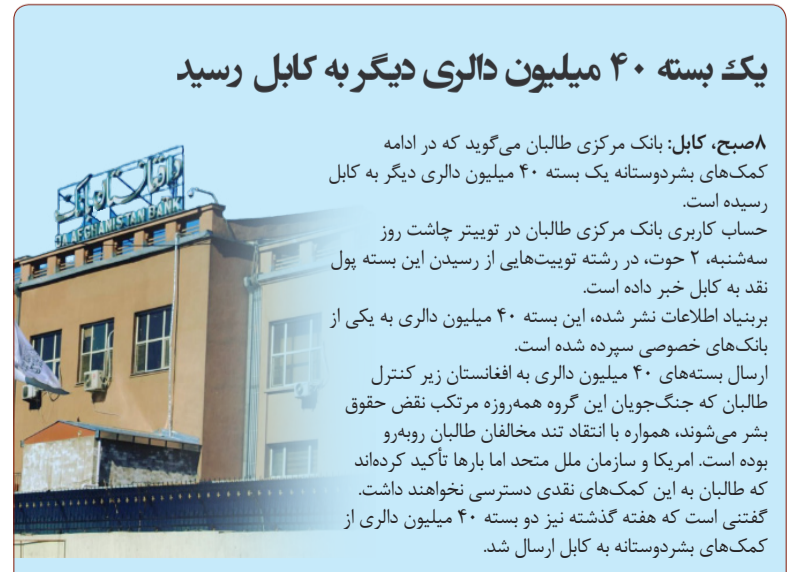 یک بسته ۴۰ میلیون دالری دیگر به کابل رسید
۸صبح، کابل: بانک مرکزی طالبان می‌گوید که در ادامه
کمک‌های بشردوستانه یک بسته ۴۰ میلیون دالری دیگر به کابل
رسیده است.
حساب کاربری بانک مرکزی طالبان در توییتر چاشت روز
سه‌شنبه، ۲ حوت، در رشته توییت‌هایی از رسیدن این بسته پول
نقد به کابل خبر داده است.
بربنیاد اطلاعات نشر شده، این بسته ۴۰ میلیون دالری به یکی از
بانک‌های خصوصی سپرده شده است.
ارسال بسته‌های ۴۰ میلیون دالری به افغانستان زیر کنترل
طالبان که جنگ‌جویان این گروه همه‌روزه مرتکب نقض حقوق
بشر می‌شوند، همواره با انتقاد تند مخالفان طالبان روبه‌رو
بوده است. امریکا و سازمان ملل متحد اما بارها تأکید کرده‌اند
که طالبان به این کمک‌های نقدی دسترسی نخواهند داشت.
گفتنی است که هفته گذشته نیز دو بسته ۴۰ میلیون دالری از
کمک‌های بشردوستانه به کابل ارسال شد.
دافغانستان بانک
DA AFGHANISTAN BANK